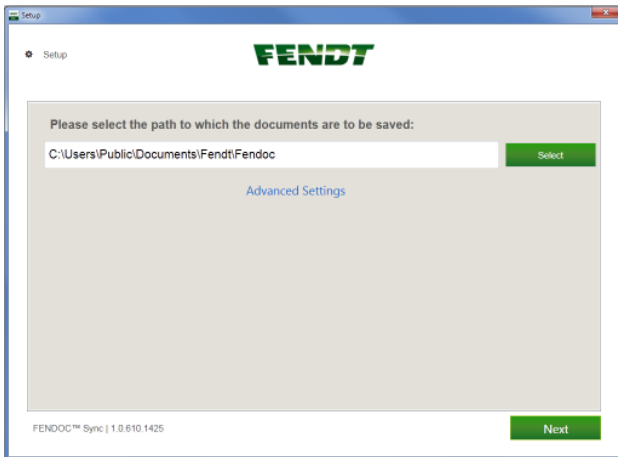 Setup
Setup
FENDT
Please select the path to which the documents are to be saved:
C:\Users\Public\Documents\Fendt\Fendoc
Select
Advanced Settings
FENDOC™ Sync | 1.0.610.1425
Next